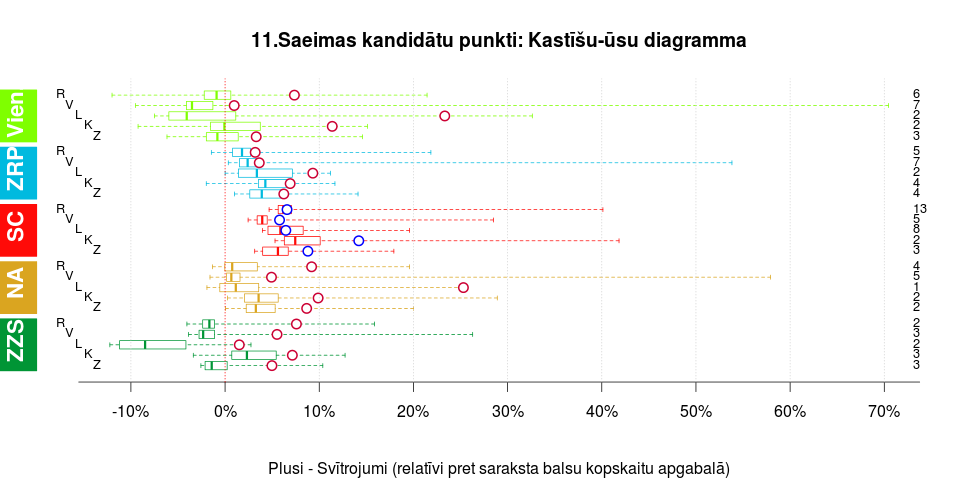 11.Saeimas kandidātu punkti: Kastīšu-ūsu diagramma
Vien
R 6
V 7
L 2
K 2
Z 3
ZRP
R 5
V 7
L 2
K 4
Z 4
SC
R 13
V 5
L 8
K 2
Z 3
NA
R 4
V 5
L 1
K 2
Z 2
ZZS
R 2
V 3
L 2
K 3
Z 3
-10% 0% 10% 20% 30% 40% 50% 60% 70%
Plusi - Svītrojumi (relatīvi pret saraksta balsu kopskaitu apgabalā)